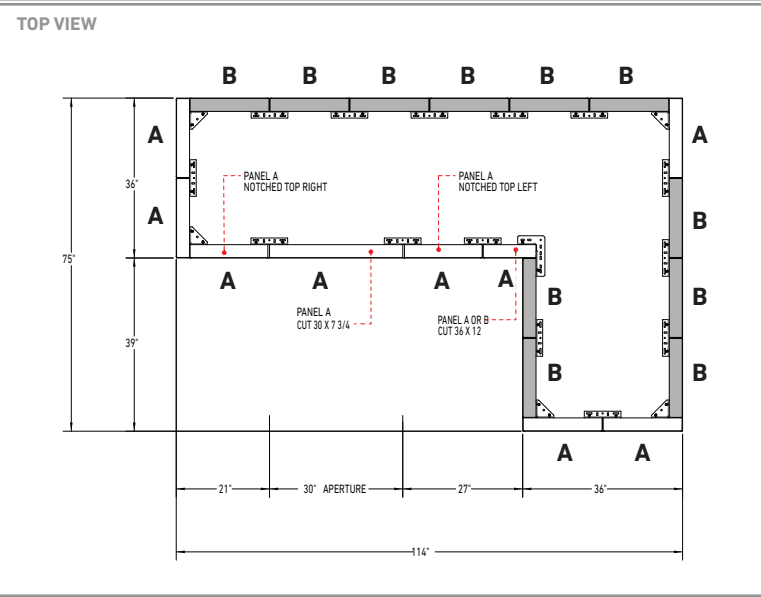 TOP VIEW
B B B B B B
A A
PANEL A
NOTCHED TOP RIGHT
PANEL A
NOTCHED TOP LEFT
36"
A B
75"
A A A A
B B
PANEL A
CUT 30 X 7 3/4
PANEL A OR B
CUT 36 X 12
39"
B B
A A
21" 30" APERTURE 27" 36"
114"